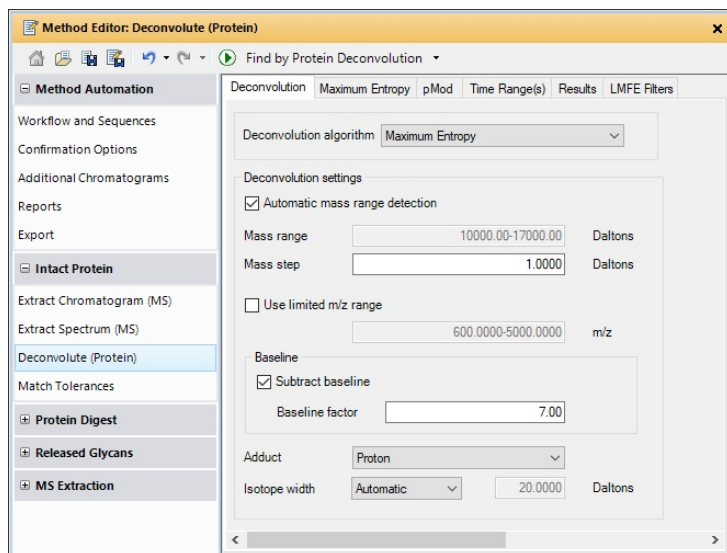 Method Editor: Deconvolute (Protein)
Find by Protein Deconvolution
Method Automation
Workflow and Sequences
Confirmation Options
Additional Chromatograms
Reports
Export
Intact Protein
Extract Chromatogram (MS)
Extract Spectrum (MS)
Deconvolute (Protein)
Match Tolerances
Protein Digest
Released Glycans
MS Extraction
Deconvolution Maximum Entropy pMod Time Range(s) Results LMFE Filters
Deconvolution algorithm Maximum Entropy
Deconvolution settings
Automatic mass range detection
Mass range 10000.00-17000.00 Daltons
Mass step 1.0000 Daltons
Use limited m/z range
600.0000-5000.0000 m/z
Baseline
Subtract baseline
Baseline factor 7.00
Adduct Proton
Isotope width Automatic 20.0000 Daltons